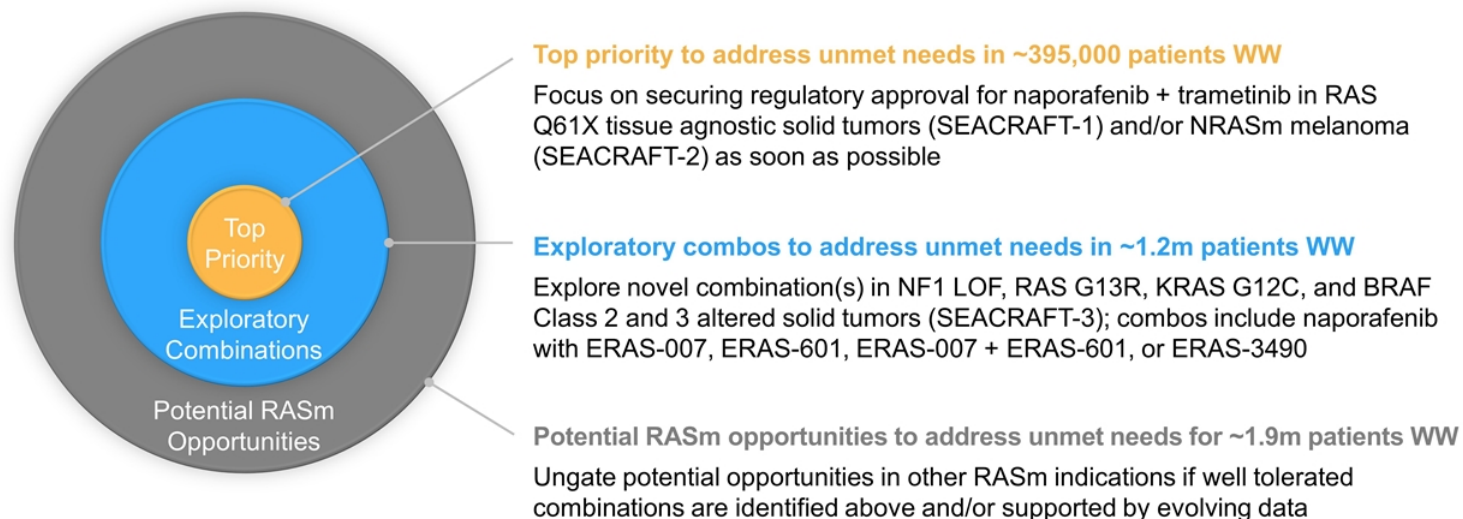 Top
Priority
Exploratory
Combinations
Potential RASm
Opportunities
Top priority to address unmet needs in ~395,000 patients WW
Focus on securing regulatory approval for naporafenib + trametinib in RAS
Q61X tissue agnostic solid tumors (SEACRAFT-1) and/or NRASm melanoma
(SEACRAFT-2) as soon as possible
Exploratory combos to address unmet needs in ~1.2m patients WW
Explore novel combination(s) in NF1 LOF, RAS G13R, KRAS G12C, and BRAF
Class 2 and 3 altered solid tumors (SEACRAFT-3); combos include naporafenib
with ERAS-007, ERAS-601, ERAS-007 + ERAS-601, or ERAS-3490
Potential RASm opportunities to address unmet needs for ~1.9m patients WW
Ungate potential opportunities in other RASm indications if well tolerated
combinations are identified above and/or supported by evolving data